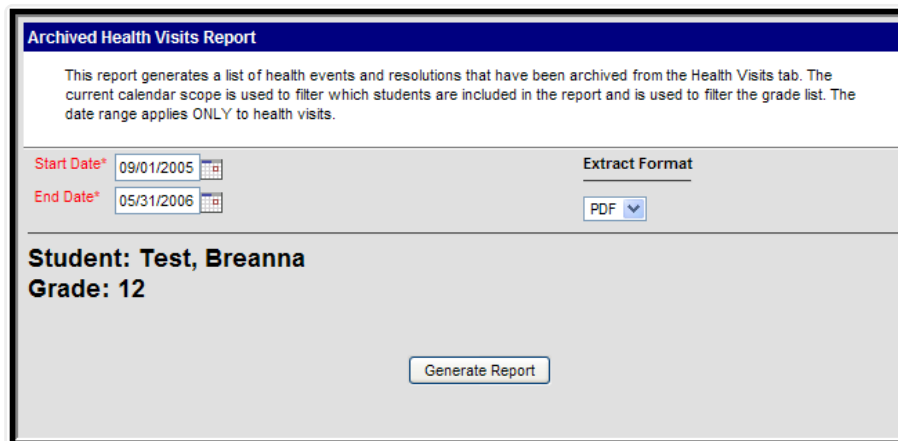 Archived Health Visits Report
This report generates a list of health events and resolutions that have been archived from the Health Visits tab. The
current calendar scope is used to filter which students are included in the report and is used to filter the grade list. The
date range applies ONLY to health visits.
Start Date* 09/01/2005
Extract Format
End Date* 05/31/2006
PDF
Student: Test, Breanna
Grade: 12
Generate Report